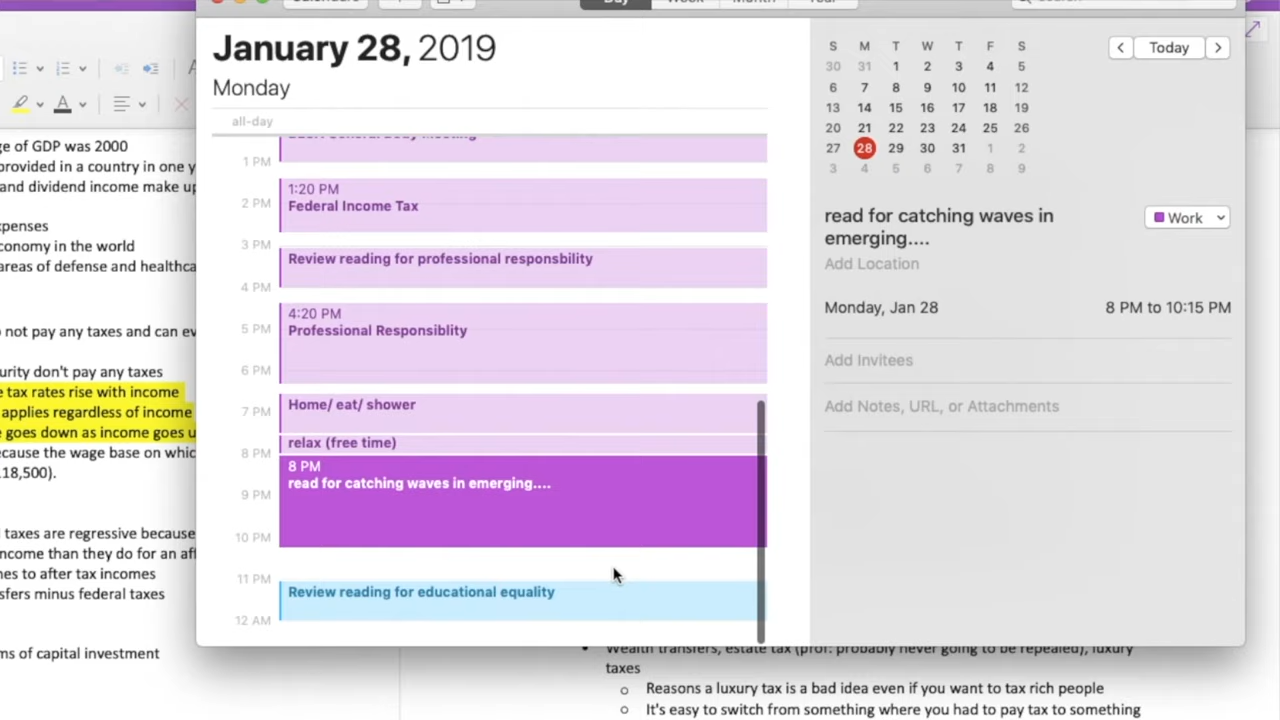 Day Week Month Year
January 28, 2019
Monday
all-day
1 PM
1:20 PM
2 PM Federal Income Tax
3 PM
Review reading for professional responsbility
4 PM
4:20 PM
5 PM Professional Responsiblity
6 PM
7 PM Home/ eat/ shower
relax (free time)
8 PM
8 PM
read for catching waves in emerging....
9 PM
10 PM
11 PM
Review reading for educational equality
12 AM
Today
S M T W T F S
30 31 1 2 3 4 5
6 7 8 9 10 11 12
13 14 15 16 17 18 19
20 21 22 23 24 25 26
27 28 29 30 31 1 2
3 4 5 6 7 8 9
read for catching waves in
emerging....
Work
Add Location
Monday, Jan 28 8 PM to 10:15 PM
Add Invitees
Add Notes, URL, or Attachments
ge of GDP was 2000
provided in a country in one y
and dividend income make up
xpenses
conomy in the world
areas of defense and healthca
not pay any taxes and can ev
urity don't pay any taxes
e tax rates rise with income
applies regardless of income
e goes down as income goes u
ecause the wage base on whic
18,500).
taxes are regressive because
ncome than they do for an aff
nes to after tax incomes
sfers minus federal taxes
ms of capital investment
Wealth transfers, estate tax (prof: probably never going to be repealed), luxury
taxes
Reasons a luxury tax is a bad idea even if you want to tax rich people
It's easy to switch from something where you had to pay tax to something